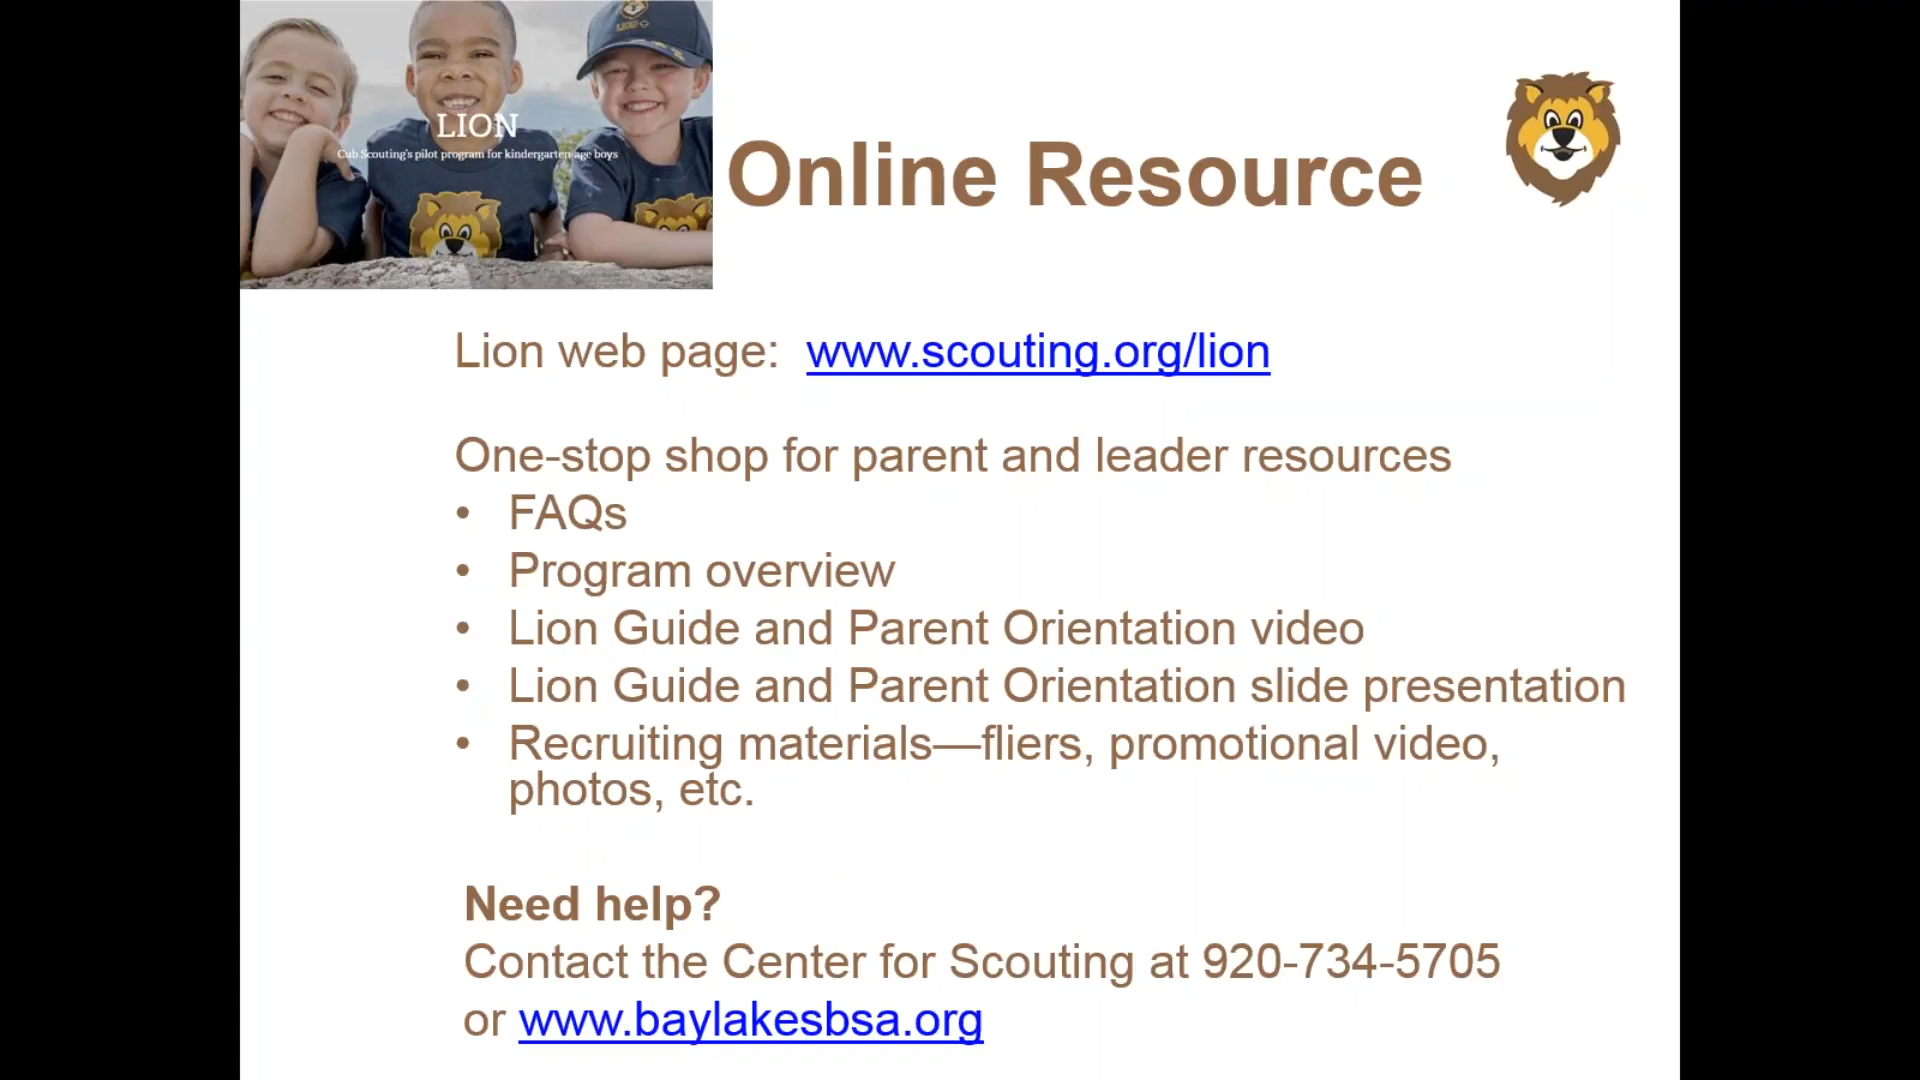 LION
Cub Scouting's pilot program for kindergarten-age boys
Online Resource
Lion web page: www.scouting.org/lion
One-stop shop for parent and leader resources
• FAQs
• Program overview
• Lion Guide and Parent Orientation video
• Lion Guide and Parent Orientation slide presentation
• Recruiting materials—fliers, promotional video,
photos, etc.
Need help?
Contact the Center for Scouting at 920-734-5705
or www.baylakesbsa.org